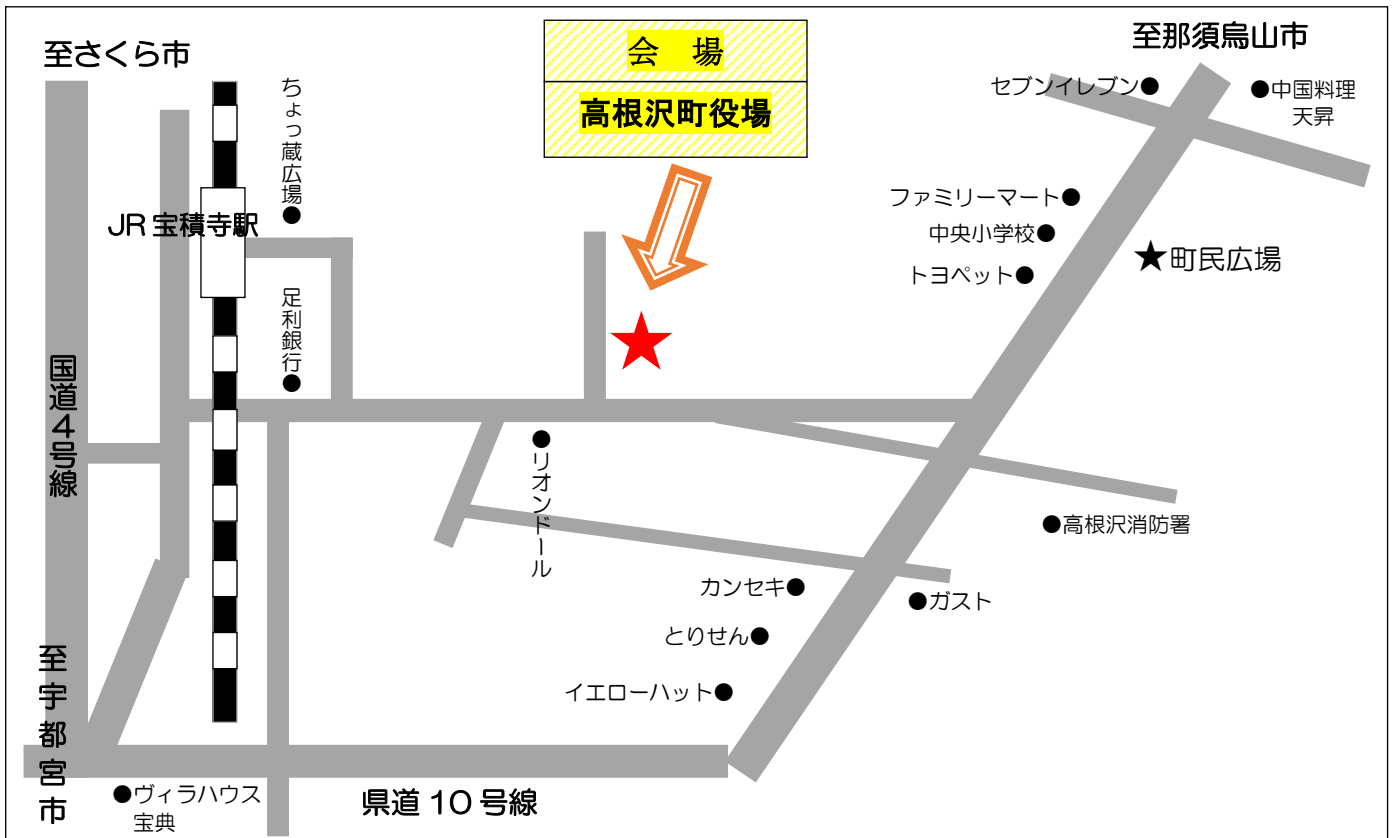 至さくら市
会　場
高根沢町役場
至那須烏山市
セブンイレブン●
●中国料理
天昇
ちょっ蔵広場●
JR宝積寺駅
ファミリーマート●
中央小学校●
トヨペット●
★町民広場
足利銀行●
国道4号線
●リオンドール
●高根沢消防署
カンセキ●
●ガスト
とりせん●
イエローハット●
至宇都宮市
●ヴィラハウス
宝典
県道10号線